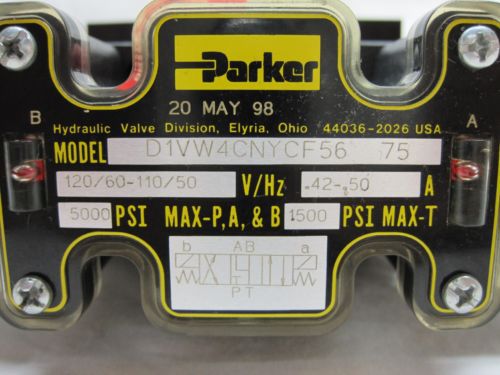 Parker
20 MAY 98
Hydraulic Valve Division, Elyria, Ohio 44036-2026 USA
B
A
MODEL D1VW4CNYCF56 75
120/60-110/50 V/Hz .42-.50 A
5000 PSI MAX-P,A, & B 1500 PSI MAX-T
b AB a
PT